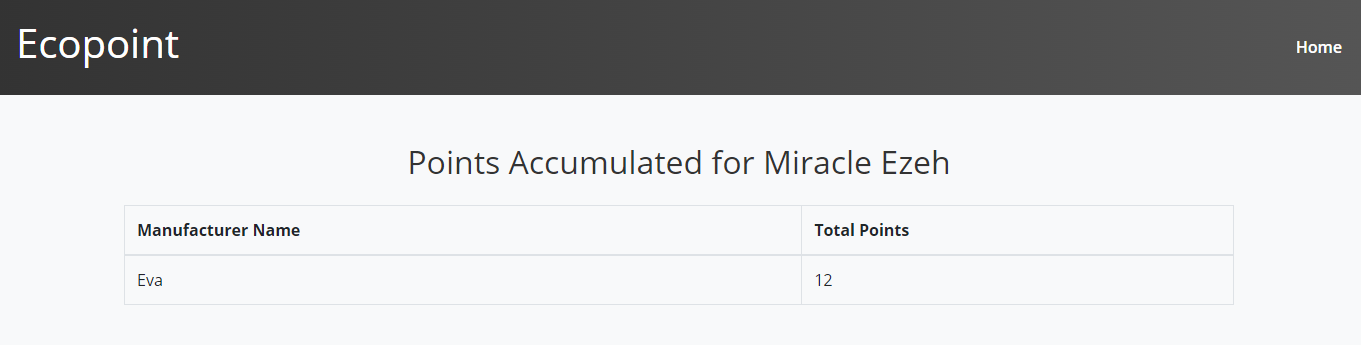 Ecopoint
Home
Points Accumulated for Miracle Ezeh
Manufacturer Name Total Points
Eva 12